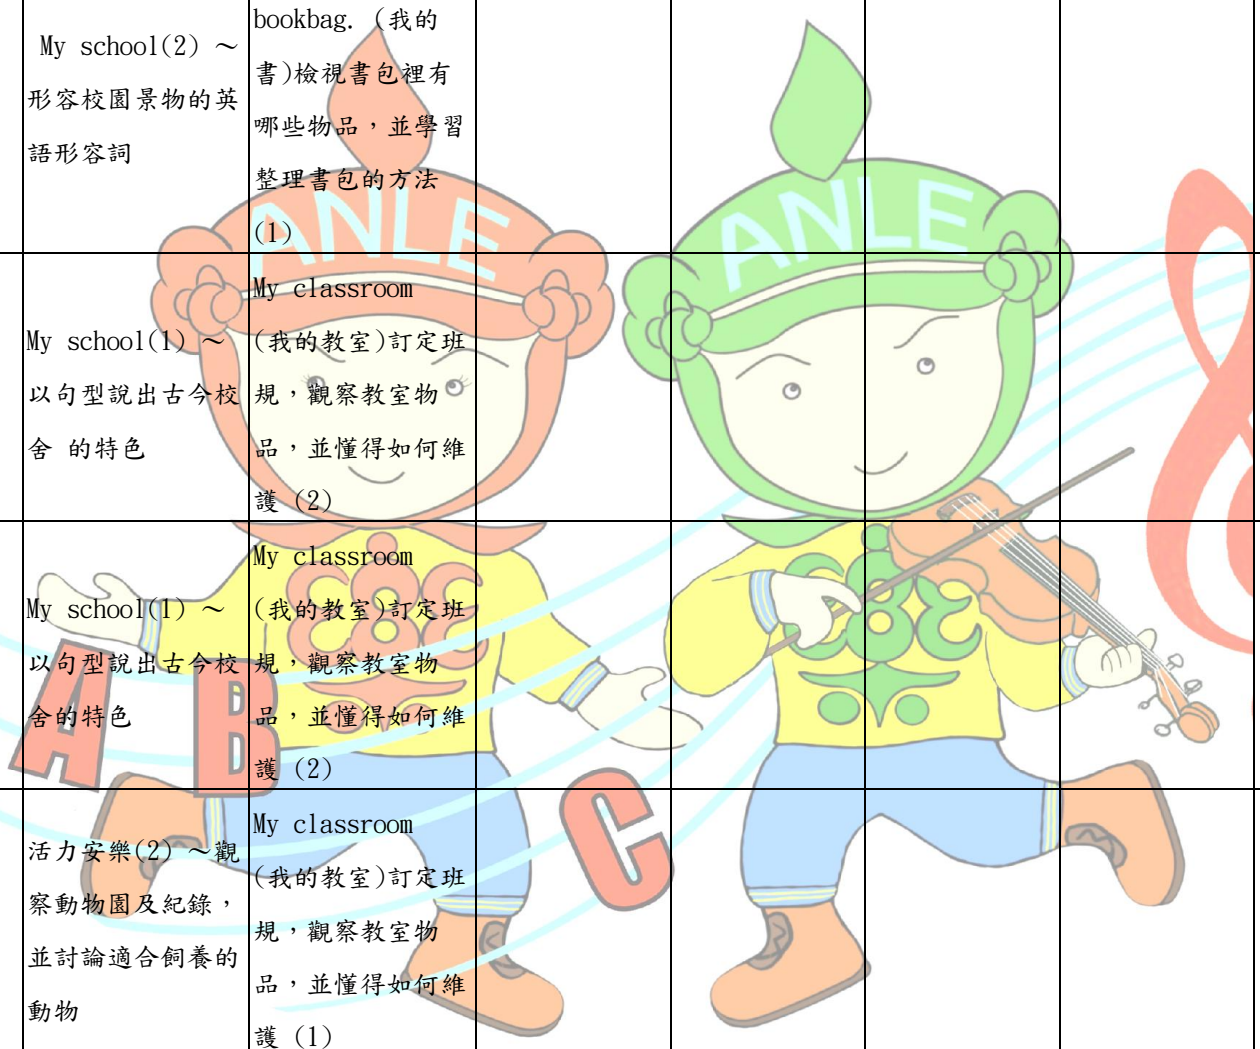 My school(2) ～
形容校園景物的英
語形容詞
bookbag. (我的
書)檢視書包裡有
哪些物品，並學習
整理書包的方法
(1)
My school(1) ～
以句型說出古今校
舍 的特色
My classroom
(我的教室)訂定班
規，觀察教室物
品，並懂得如何維
護 (2)
My school(1) ～
以句型說出古今校
舍的特色
My classroom
(我的教室)訂定班
規，觀察教室物
品，並懂得如何維
護 (2)
活力安樂(2) ～觀
察動物園及紀錄，
並討論適合飼養的
動物
My classroom
(我的教室)訂定班
規，觀察教室物
品，並懂得如何維
護 (1)
ANLE
ANLE
A
B
C